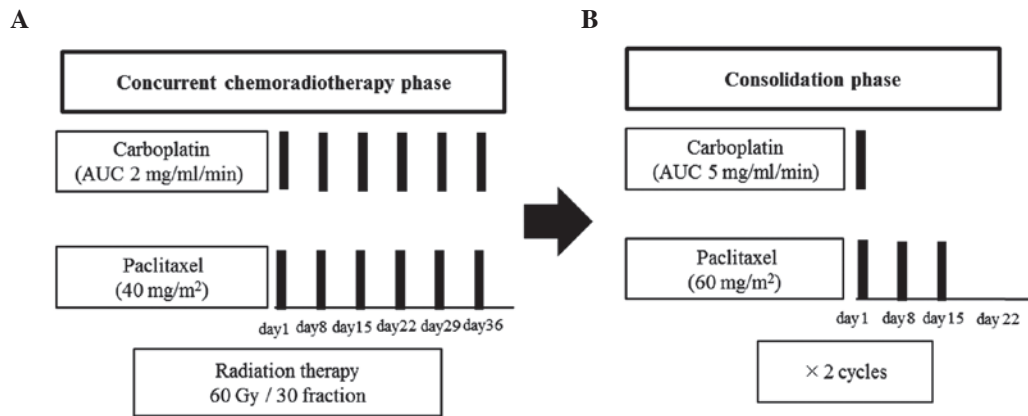 A
Concurrent chemoradiotherapy phase
Carboplatin
(AUC 2 mg/ml/min)
Paclitaxel
(40 mg/m²)
day1 day8 day15 day22 day29 day36
Radiation therapy
60 Gy / 30 fraction
B
Consolidation phase
Carboplatin
(AUC 5 mg/ml/min)
Paclitaxel
(60 mg/m²)
day1 day8 day15 day22
× 2 cycles